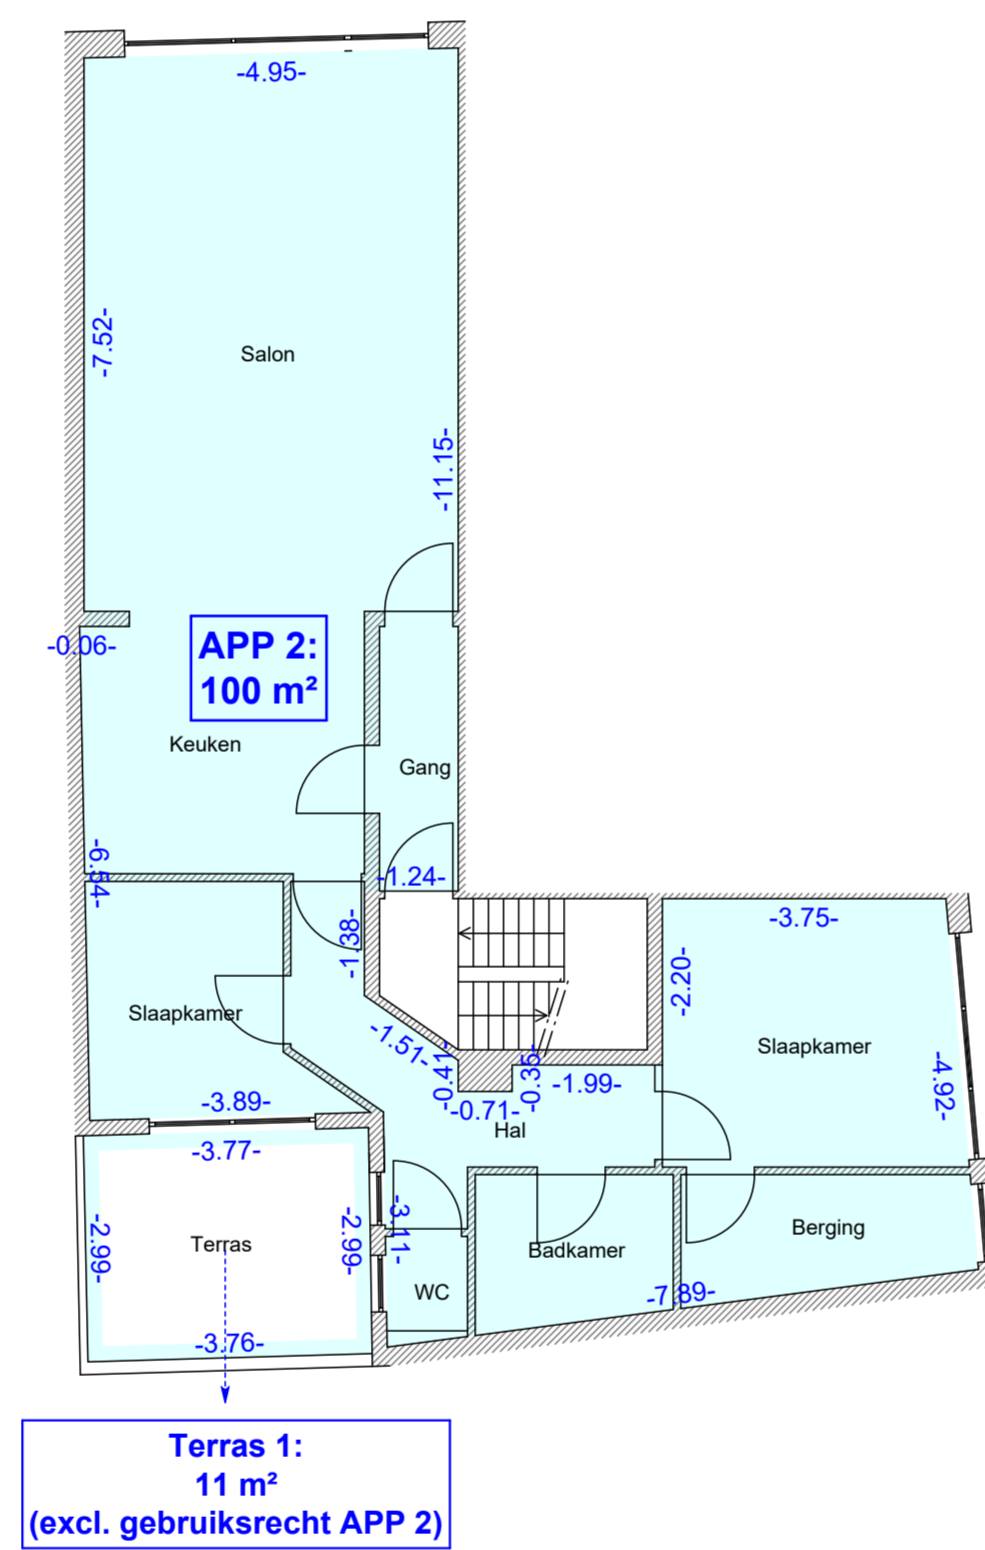 -4.95-
-7.52-
Salon
-11.15-
-0.06-
APP 2:
100 m²
Keuken
Gang
-6.54-
-1.24-
-1.38-
-3.75-
-2.20-
Slaapkamer
-1.51-
-0.41-
-0.35-
-1.99-
Slaapkamer
-4.92-
-3.89-
-0.71-
Hal
-3.77-
-2.99-
Terras
-2.99-
-3.11-
Badkamer
Berging
WC
-7.89-
-3.76-
Terras 1:
11 m²
(excl. gebruiksrecht APP 2)